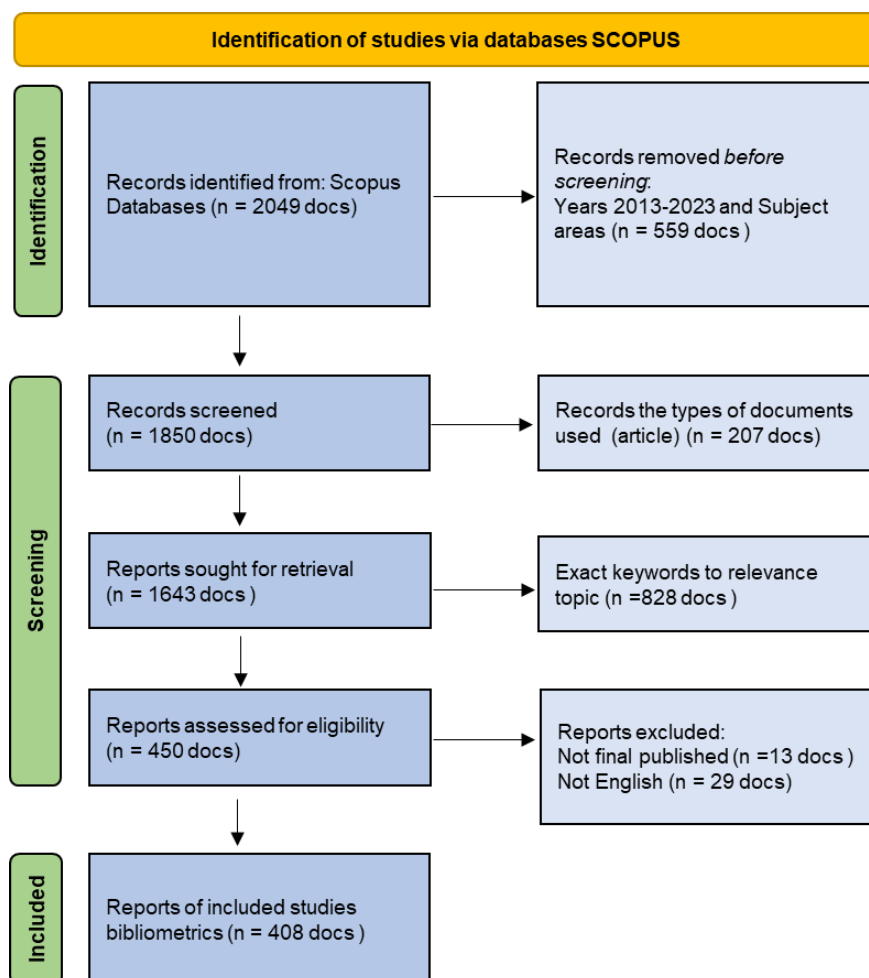 Identification of studies via databases SCOPUS
Identification
Records identified from: Scopus
Databases (n = 2049 docs)
Records removed before
screening:
Years 2013-2023 and Subject
areas (n = 559 docs )
Screening
Records screened
(n = 1850 docs)
Records the types of documents
used (article) (n = 207 docs)
Reports sought for retrieval
(n = 1643 docs )
Exact keywords to relevance
topic (n =828 docs )
Reports assessed for eligibility
(n = 450 docs)
Reports excluded:
Not final published (n =13 docs )
Not English (n = 29 docs)
Included
Reports of included studies
bibliometrics (n = 408 docs )